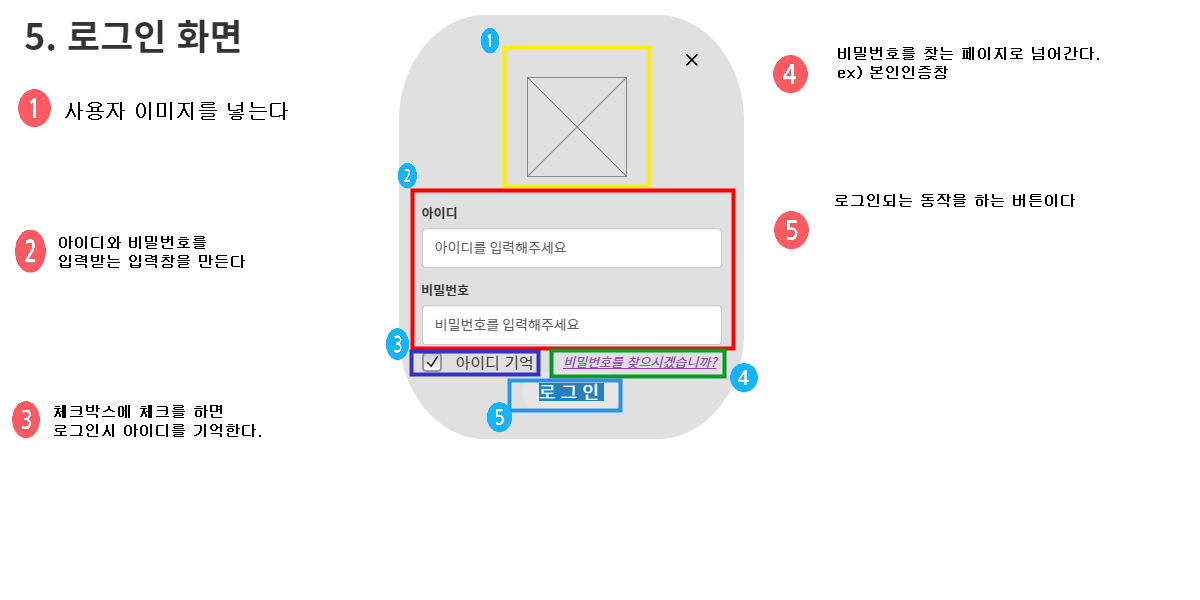 5. 로그인 화면
1 사용자 이미지를 넣는다
2 아이디와 비밀번호를
입력받는 입력창을 만든다
3 체크박스에 체크를 하면
로그인시 아이디를 기억한다.
1
×
2
아이디
아이디를 입력해주세요
비밀번호
비밀번호를 입력해주세요
3
아이디 기억
비밀번호를 찾으시겠습니까?
4
로그인
5
4 비밀번호를 찾는 페이지로 넘어간다.
ex) 본인인증창
5 로그인되는 동작을 하는 버튼이다